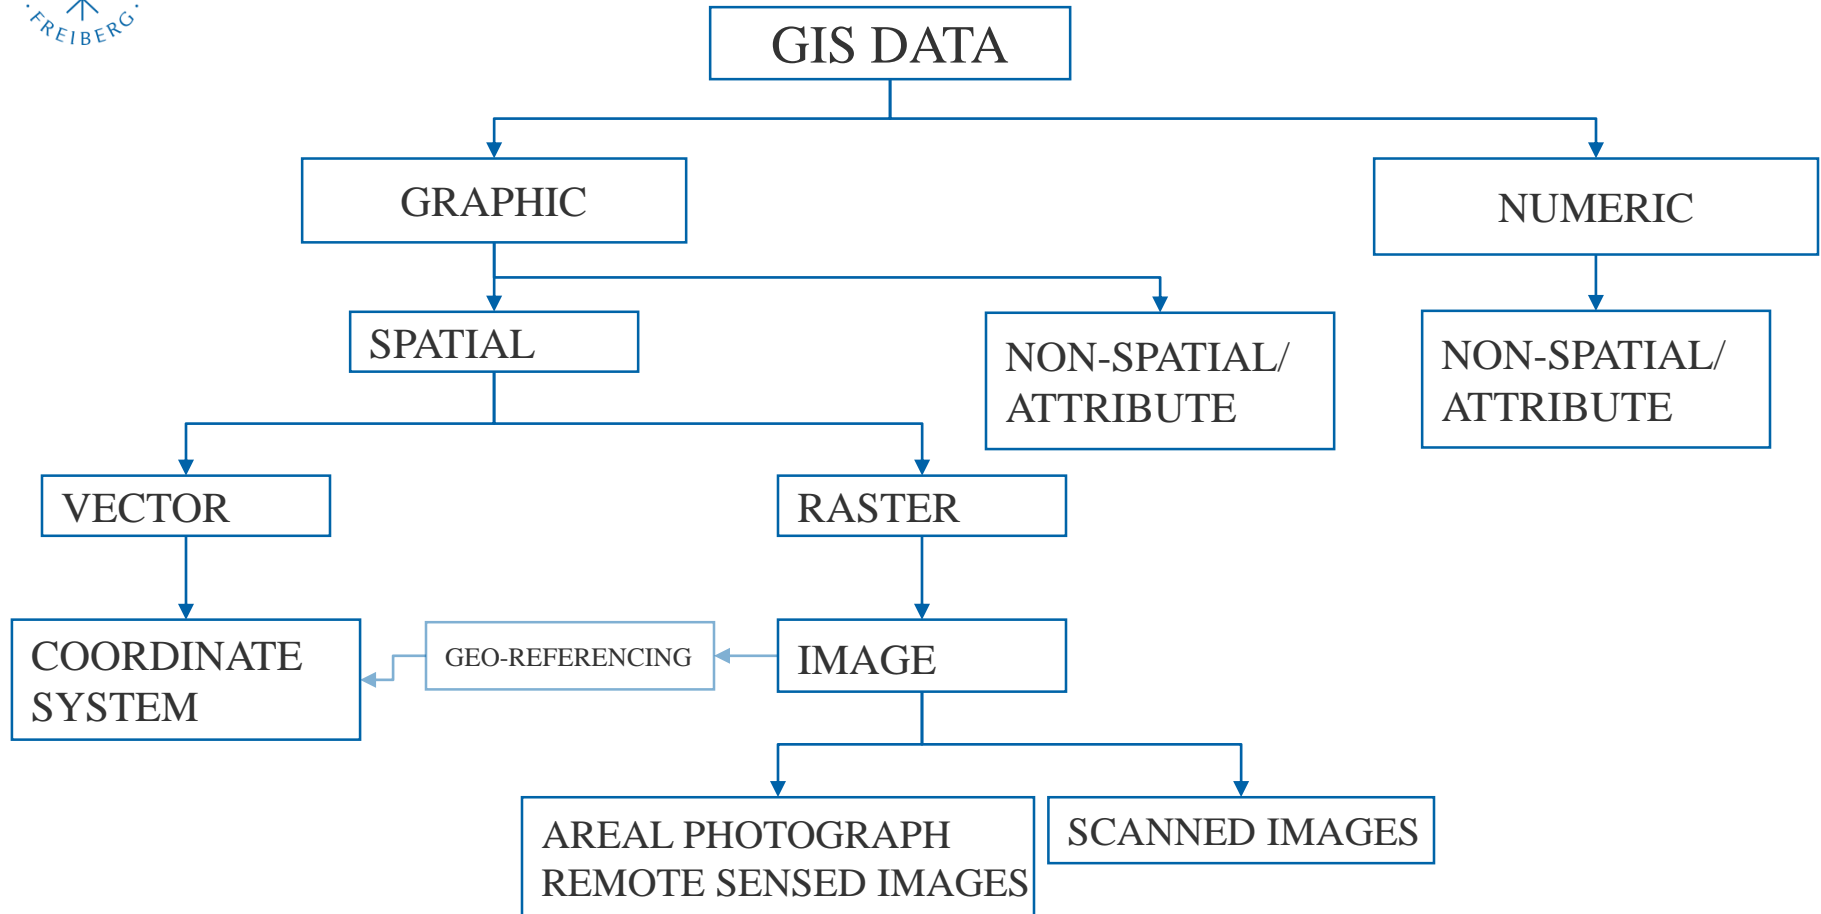 · FREIBERG ·
GIS DATA
GRAPHIC
NUMERIC
SPATIAL
NON-SPATIAL/
ATTRIBUTE
NON-SPATIAL/
ATTRIBUTE
VECTOR
RASTER
COORDINATE
SYSTEM
GEO-REFERENCING
IMAGE
AREAL PHOTOGRAPH
REMOTE SENSED IMAGES
SCANNED IMAGES